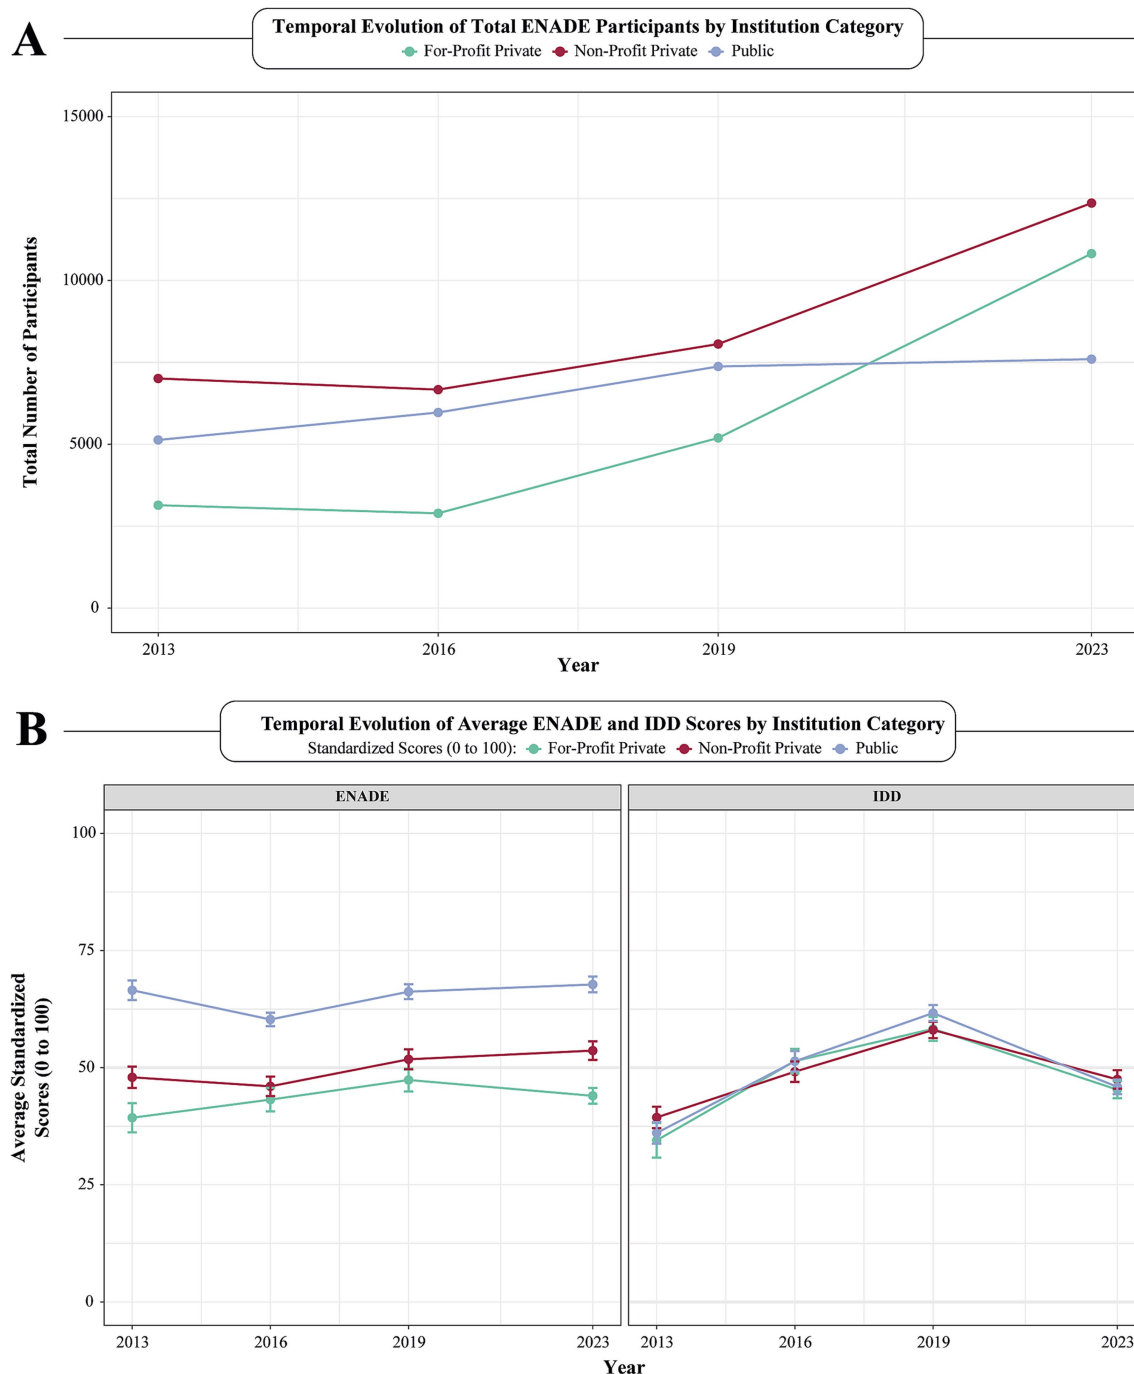 A
Temporal Evolution of Total ENADE Participants by Institution Category
For-Profit Private Non-Profit Private Public
15000
10000
5000
0
Total Number of Participants
2013 2016 2019 2023
Year
B
Temporal Evolution of Average ENADE and IDD Scores by Institution Category
Standardized Scores (0 to 100): For-Profit Private Non-Profit Private Public
ENADE IDD
100
75
50
25
0
Average Standardized
Scores (0 to 100)
2013 2016 2019 2023 2013 2016 2019 2023
Year